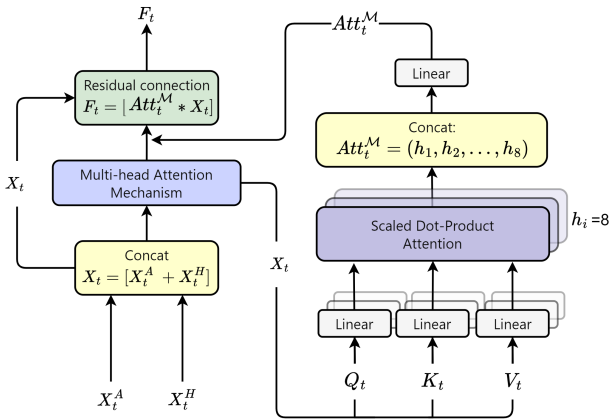 F_t
Att_t^ℳ
Residual connection
F_t = [Att_t^ℳ * X_t]
Linear
Concat:
Att_t^ℳ = (h_1, h_2, ..., h_8)
X_t
Multi-head Attention
Mechanism
Scaled Dot-Product
Attention
h_i =8
Concat
X_t = [X_t^A + X_t^H]
X_t
Linear
Linear
Linear
Q_t
K_t
V_t
X_t^A
X_t^H